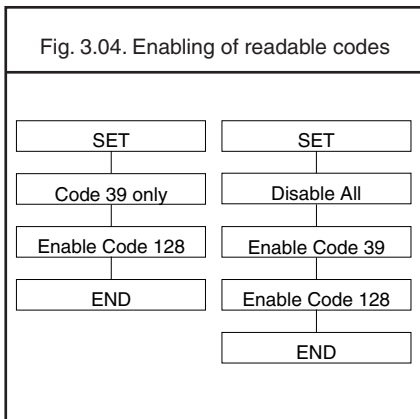 Fig. 3.04. Enabling of readable codes
SET
Code 39 only
Enable Code 128
END
SET
Disable All
Enable Code 39
Enable Code 128
END